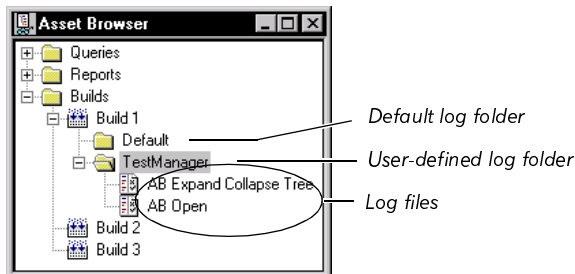 Asset Browser
Queries
Reports
Builds
Build 1
Default
TestManager
AB Expand Collapse Tree
AB Open
Build 2
Build 3
Default log folder
User-defined log folder
Log files